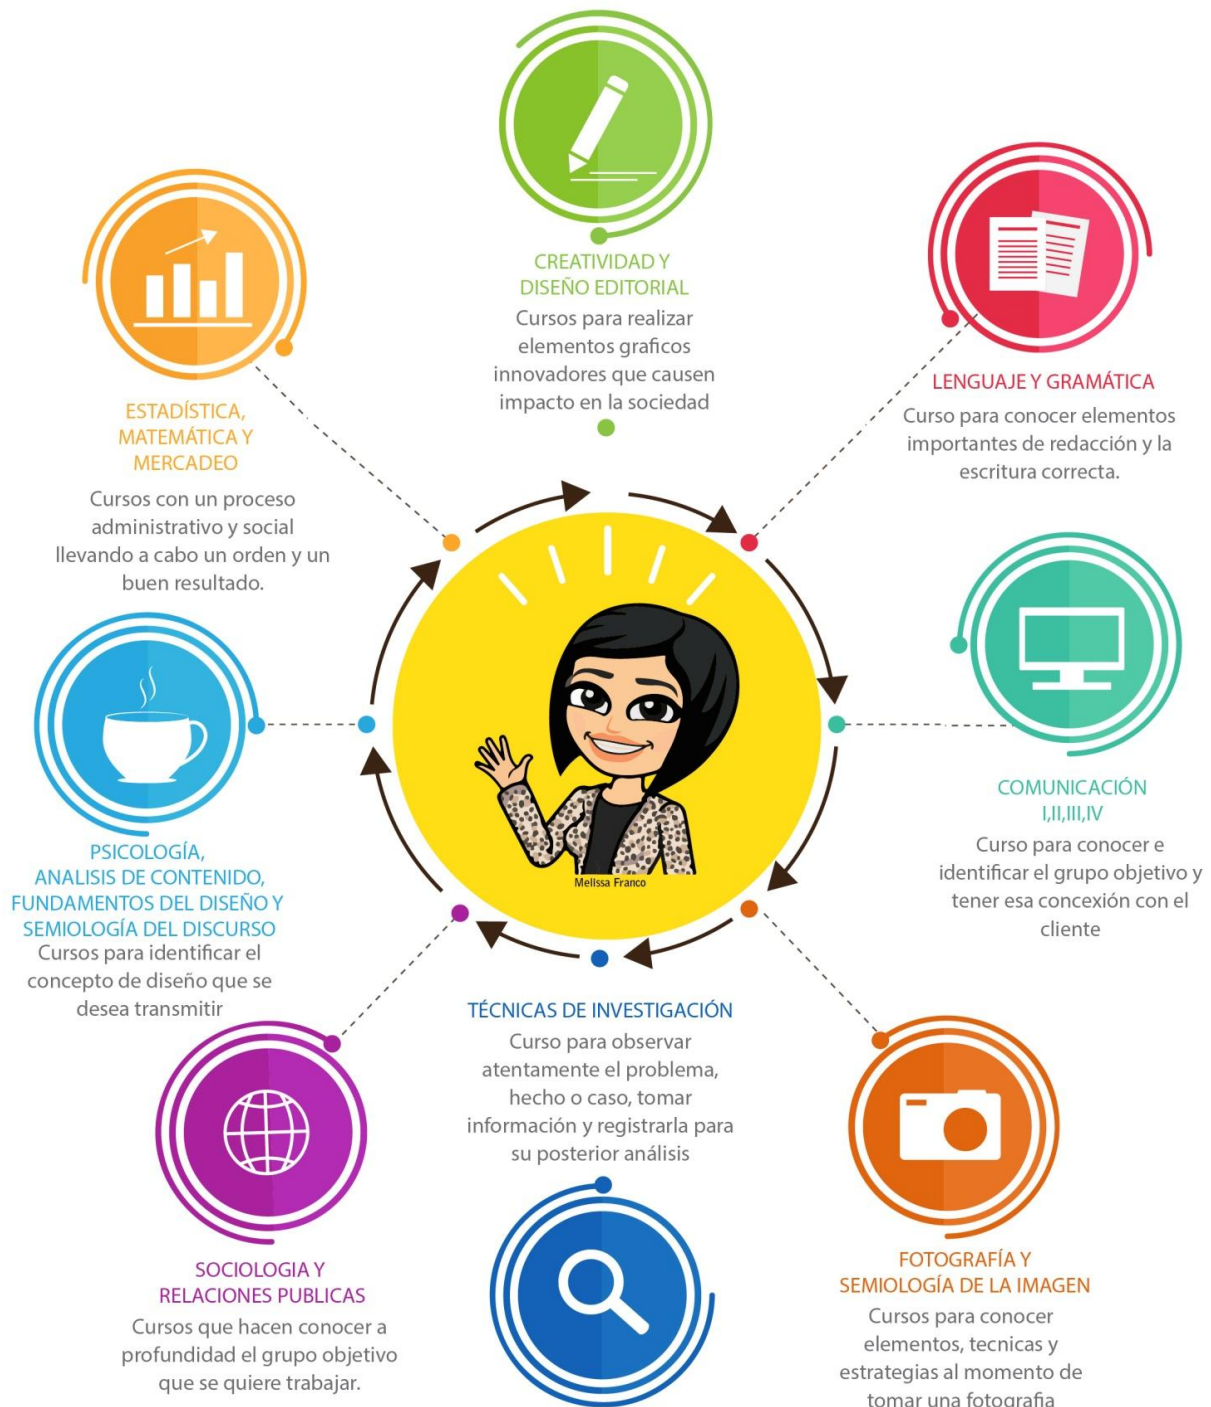 CREATIVIDAD Y
DISEÑO EDITORIAL
Cursos para realizar
elementos graficos
innovadores que causen
impacto en la sociedad
LENGUAJE Y GRAMÁTICA
Curso para conocer elementos
importantes de redacción y la
escritura correcta.
ESTADÍSTICA,
MATEMÁTICA Y
MERCADEO
Cursos con un proceso
administrativo y social
llevando a cabo un orden y un
buen resultado.
COMUNICACIÓN
I,II,III,IV
Curso para conocer e
identificar el grupo objetivo y
tener esa concexión con el
cliente
PSICOLOGÍA,
ANALISIS DE CONTENIDO,
FUNDAMENTOS DEL DISEÑO Y
SEMIOLOGÍA DEL DISCURSO
Cursos para identificar el
concepto de diseño que se
desea transmitir
Melissa Franco
TÉCNICAS DE INVESTIGACIÓN
Curso para observar
atentamente el problema,
hecho o caso, tomar
información y registrarla para
su posterior análisis
SOCIOLOGIA Y
RELACIONES PUBLICAS
Cursos que hacen conocer a
profundidad el grupo objetivo
que se quiere trabajar.
FOTOGRAFÍA Y
SEMIOLOGÍA DE LA IMAGEN
Cursos para conocer
elementos, tecnicas y
estrategias al momento de
tomar una fotografia